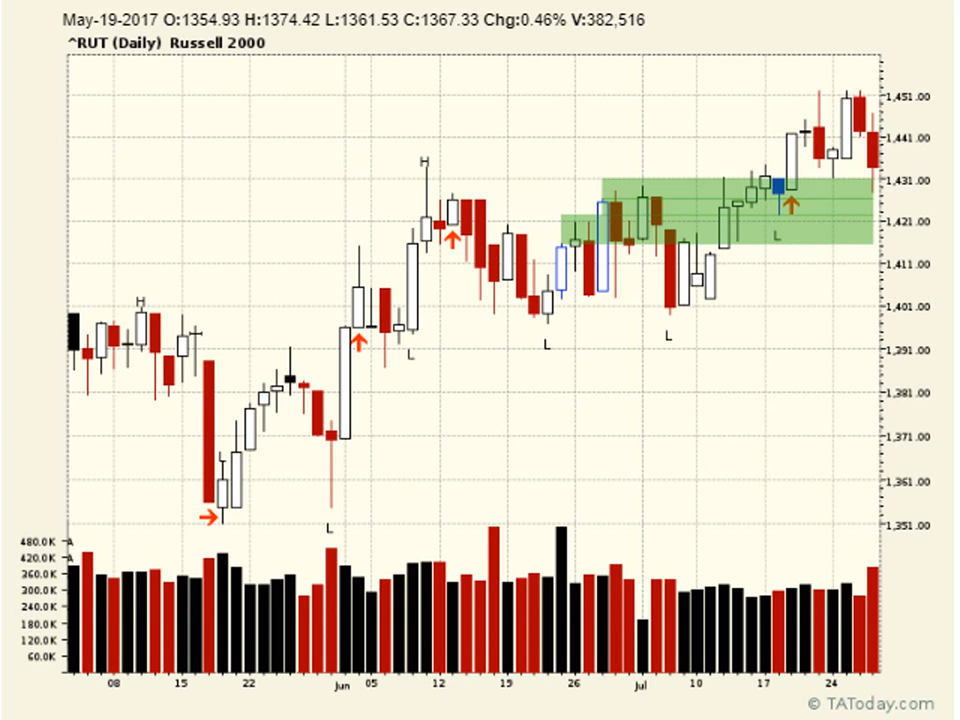 May-19-2017 O:1354.93 H:1374.42 L:1361.53 C:1367.33 Chg:0.46% V:382,516
^RUT (Daily) Russell 2000
1,451.00
1,441.00
H
1,431.00
L
1,421.00
1,411.00
H
1,401.00
L
L
L
1,391.00
1,381.00
1,371.00
L
1,361.00
L
1,351.00
480.0K A
420.0K A
360.0K
300.0K
240.0K
180.0K
120.0K
60.0K
08 15 22 Jun 05 12 19 26 Jul 10 17 24
© TAToday.com